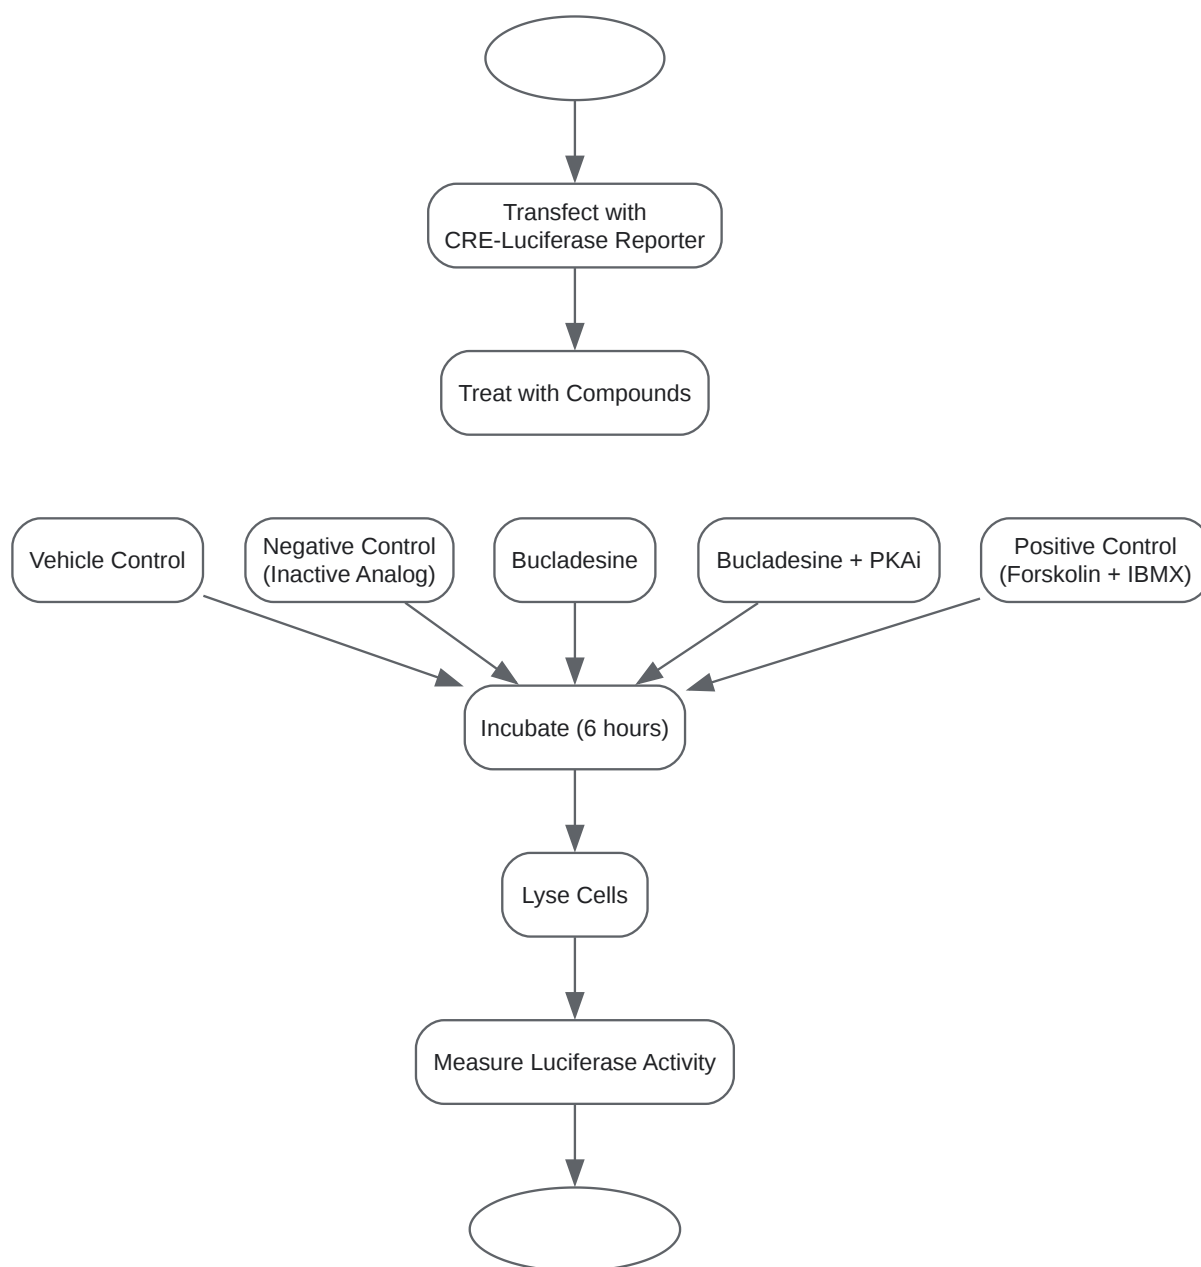 Transfect with
CRE-Luciferase Reporter
Treat with Compounds
Vehicle Control
Negative Control
(Inactive Analog)
Bucladesine
Bucladesine + PKAi
Positive Control
(Forskolin + IBMX)
Incubate (6 hours)
Lyse Cells
Measure Luciferase Activity